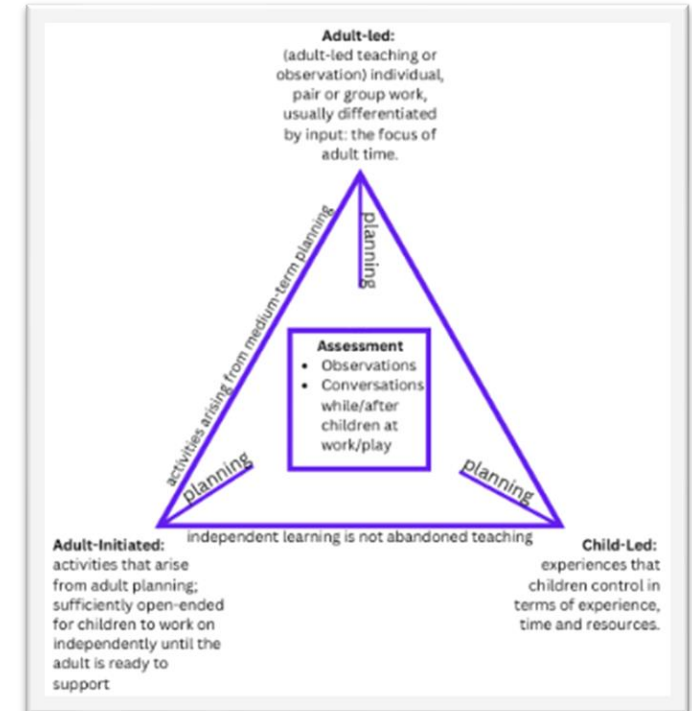 Adult-led:
(adult-led teaching or
observation) individual,
pair or group work,
usually differentiated
by input: the focus of
adult time.
activities arising from medium-term planning
planning
Assessment
• Observations
• Conversations
while/after
children at
work/play
planning
planning
independent learning is not abandoned teaching
Adult-Initiated:
activities that arise
from adult planning;
sufficiently open-ended
for children to work on
independently until the
adult is ready to
support
Child-Led:
experiences that
children control in
terms of experience,
time and resources.